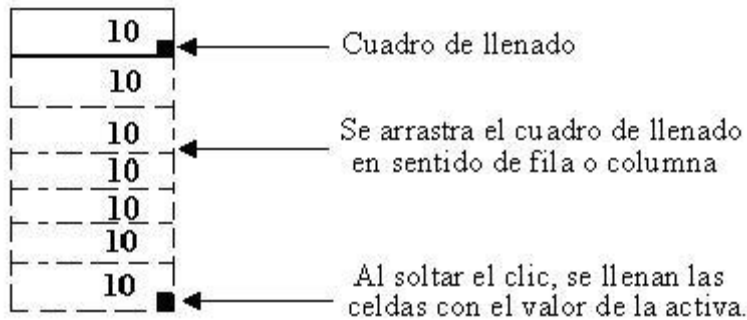 10
Cuadro de llenado
10
10
Se arrastra el cuadro de llenado
en sentido de fila o columna
10
10
10
10
Al soltar el clic, se llenan las
celdas con el valor de la activa.